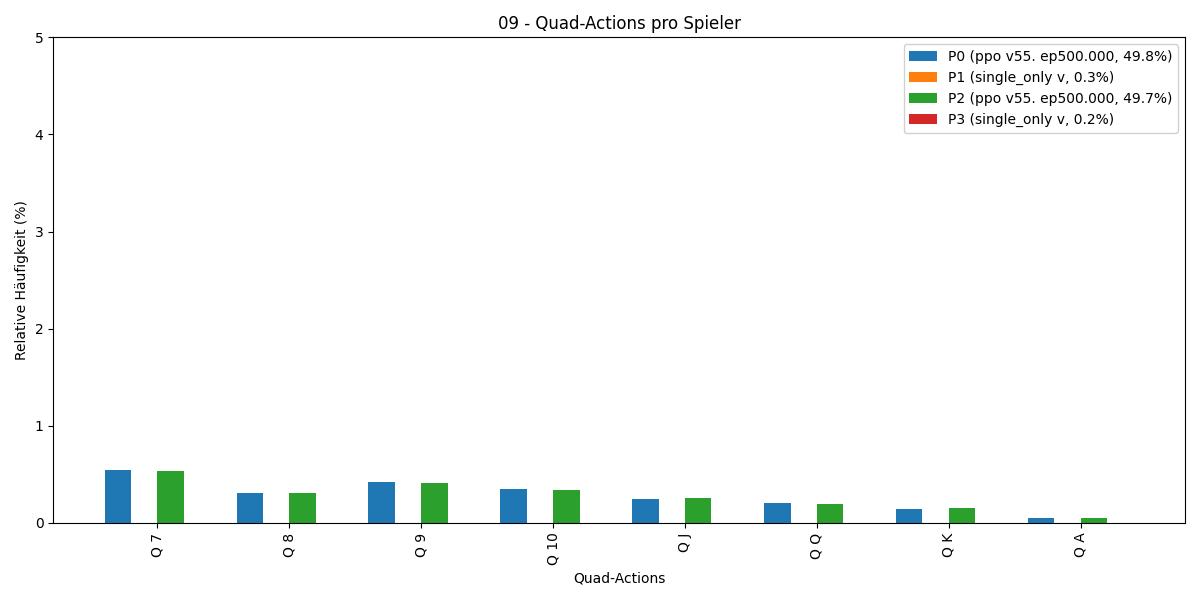 09 - Quad-Actions pro Spieler
P0 (ppo v55. ep500.000, 49.8%)
P1 (single_only v, 0.3%)
P2 (ppo v55. ep500.000, 49.7%)
P3 (single_only v, 0.2%)
Relative Häufigkeit (%)
5
4
3
2
1
0
Q 7
Q 8
Q 9
Q 10
Q J
Q Q
Q K
Q A
Quad-Actions